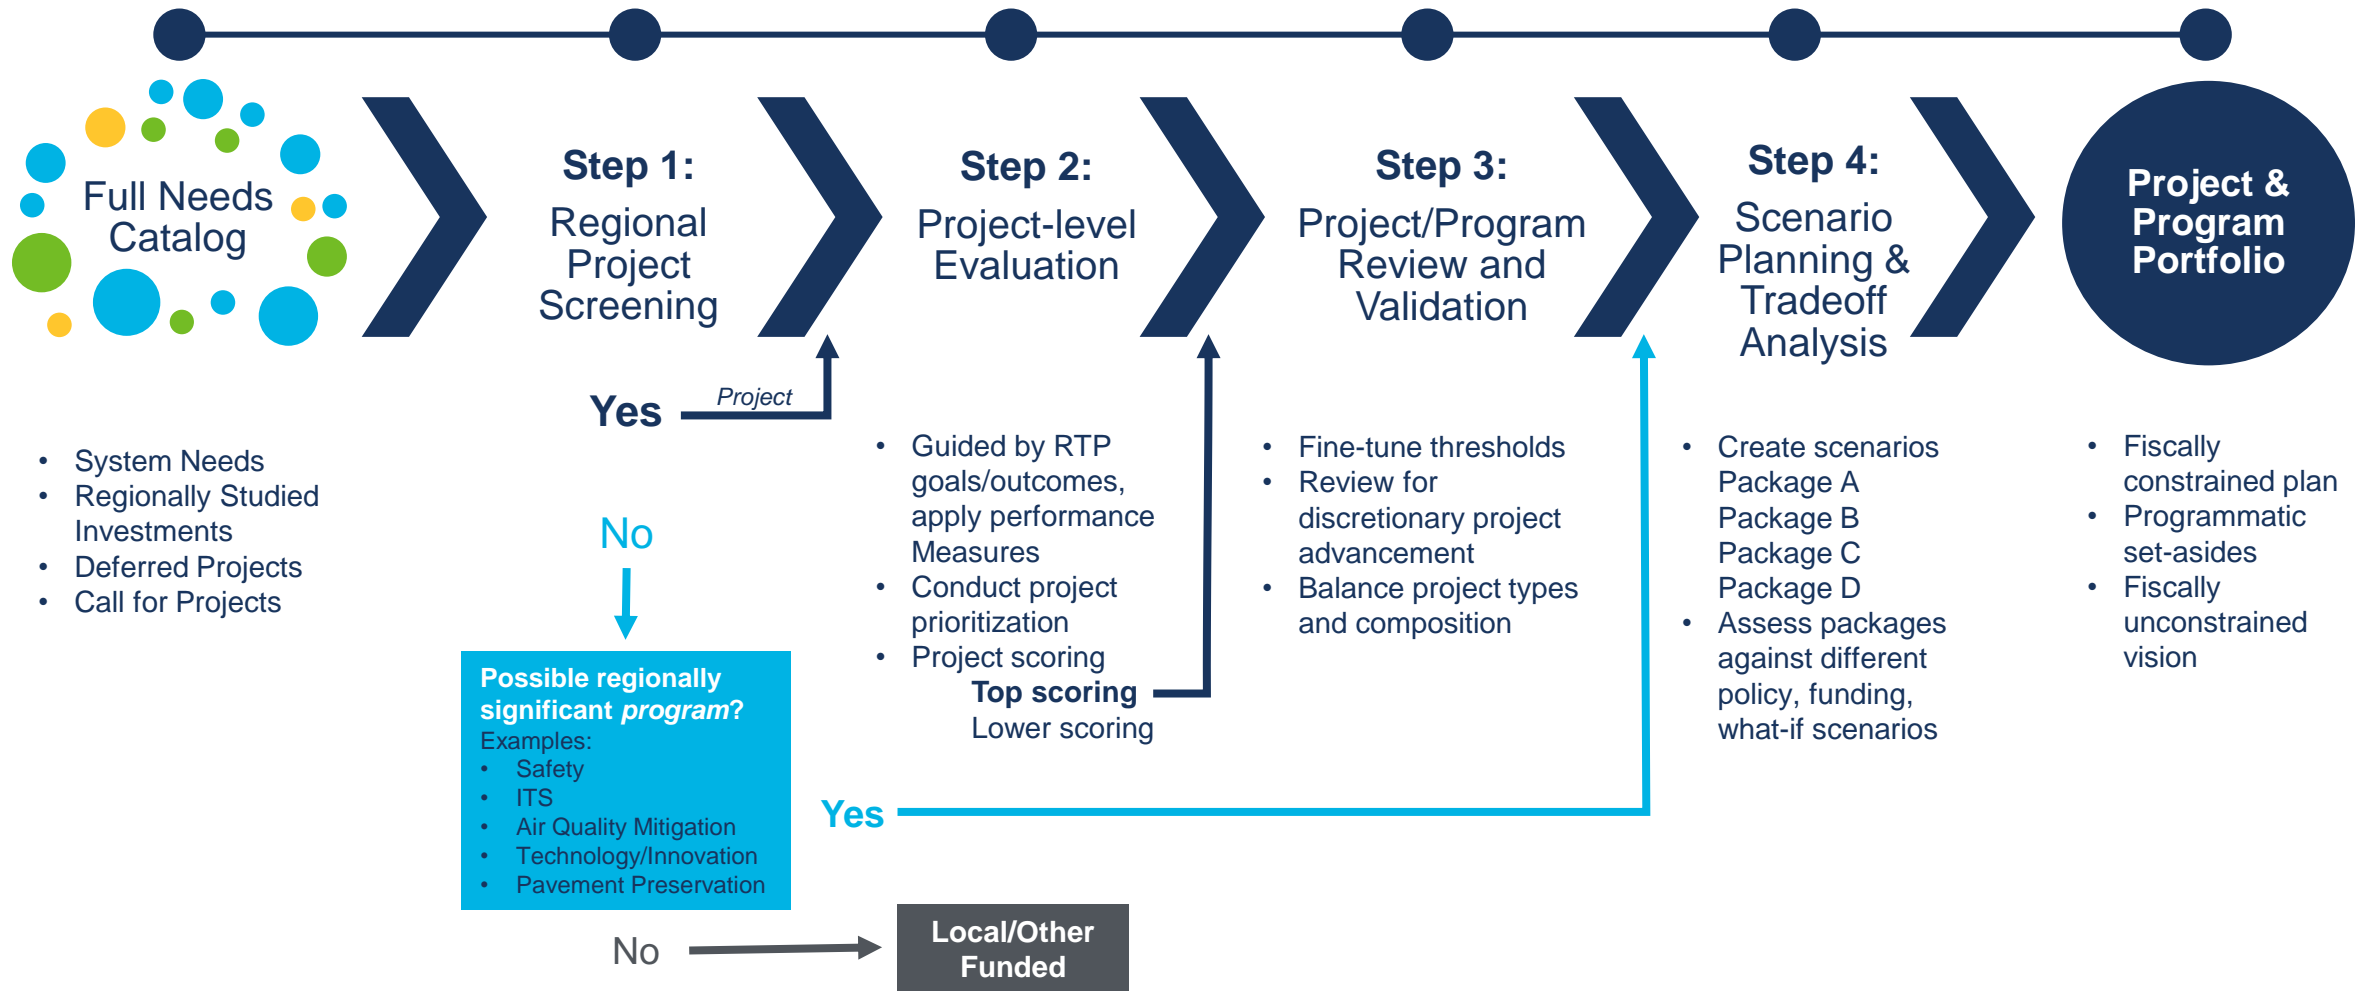 Full Needs
Catalog
• System Needs
• Regionally Studied
Investments
• Deferred Projects
• Call for Projects
Step 1:
Regional
Project
Screening
Yes
Project
No
Possible regionally
significant program?
Examples:
• Safety
• ITS
• Air Quality Mitigation
• Technology/Innovation
• Pavement Preservation
Yes
No
Local/Other
Funded
Step 2:
Project-level
Evaluation
• Guided by RTP
goals/outcomes,
apply performance
Measures
• Conduct project
prioritization
• Project scoring
Top scoring
Lower scoring
Step 3:
Project/Program
Review and
Validation
• Fine-tune thresholds
• Review for
discretionary project
advancement
• Balance project types
and composition
Step 4:
Scenario
Planning &
Tradeoff
Analysis
• Create scenarios
Package A
Package B
Package C
Package D
• Assess packages
against different
policy, funding,
what-if scenarios
Project &
Program
Portfolio
• Fiscally
constrained plan
• Programmatic
set-asides
• Fiscally
unconstrained
vision